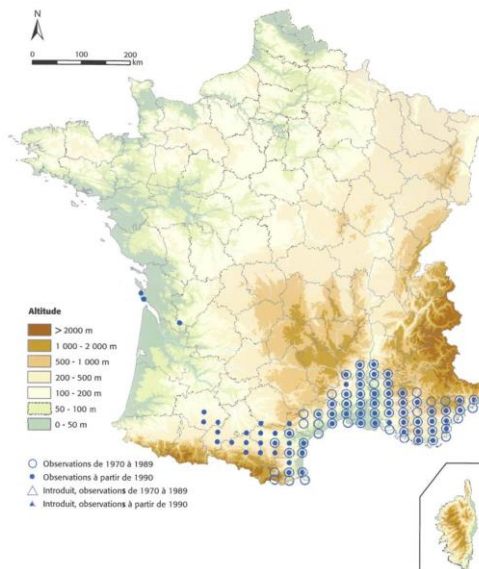 N
0 100 200
km
Altitude
> 2000 m
1 000 - 2 000 m
500 - 1 000 m
200 - 500 m
100 - 200 m
50 - 100 m
0 - 50 m
Observations de 1970 à 1989
Observations à partir de 1990
Introduit, observations de 1970 à 1989
Introduit, observations à partir de 1990